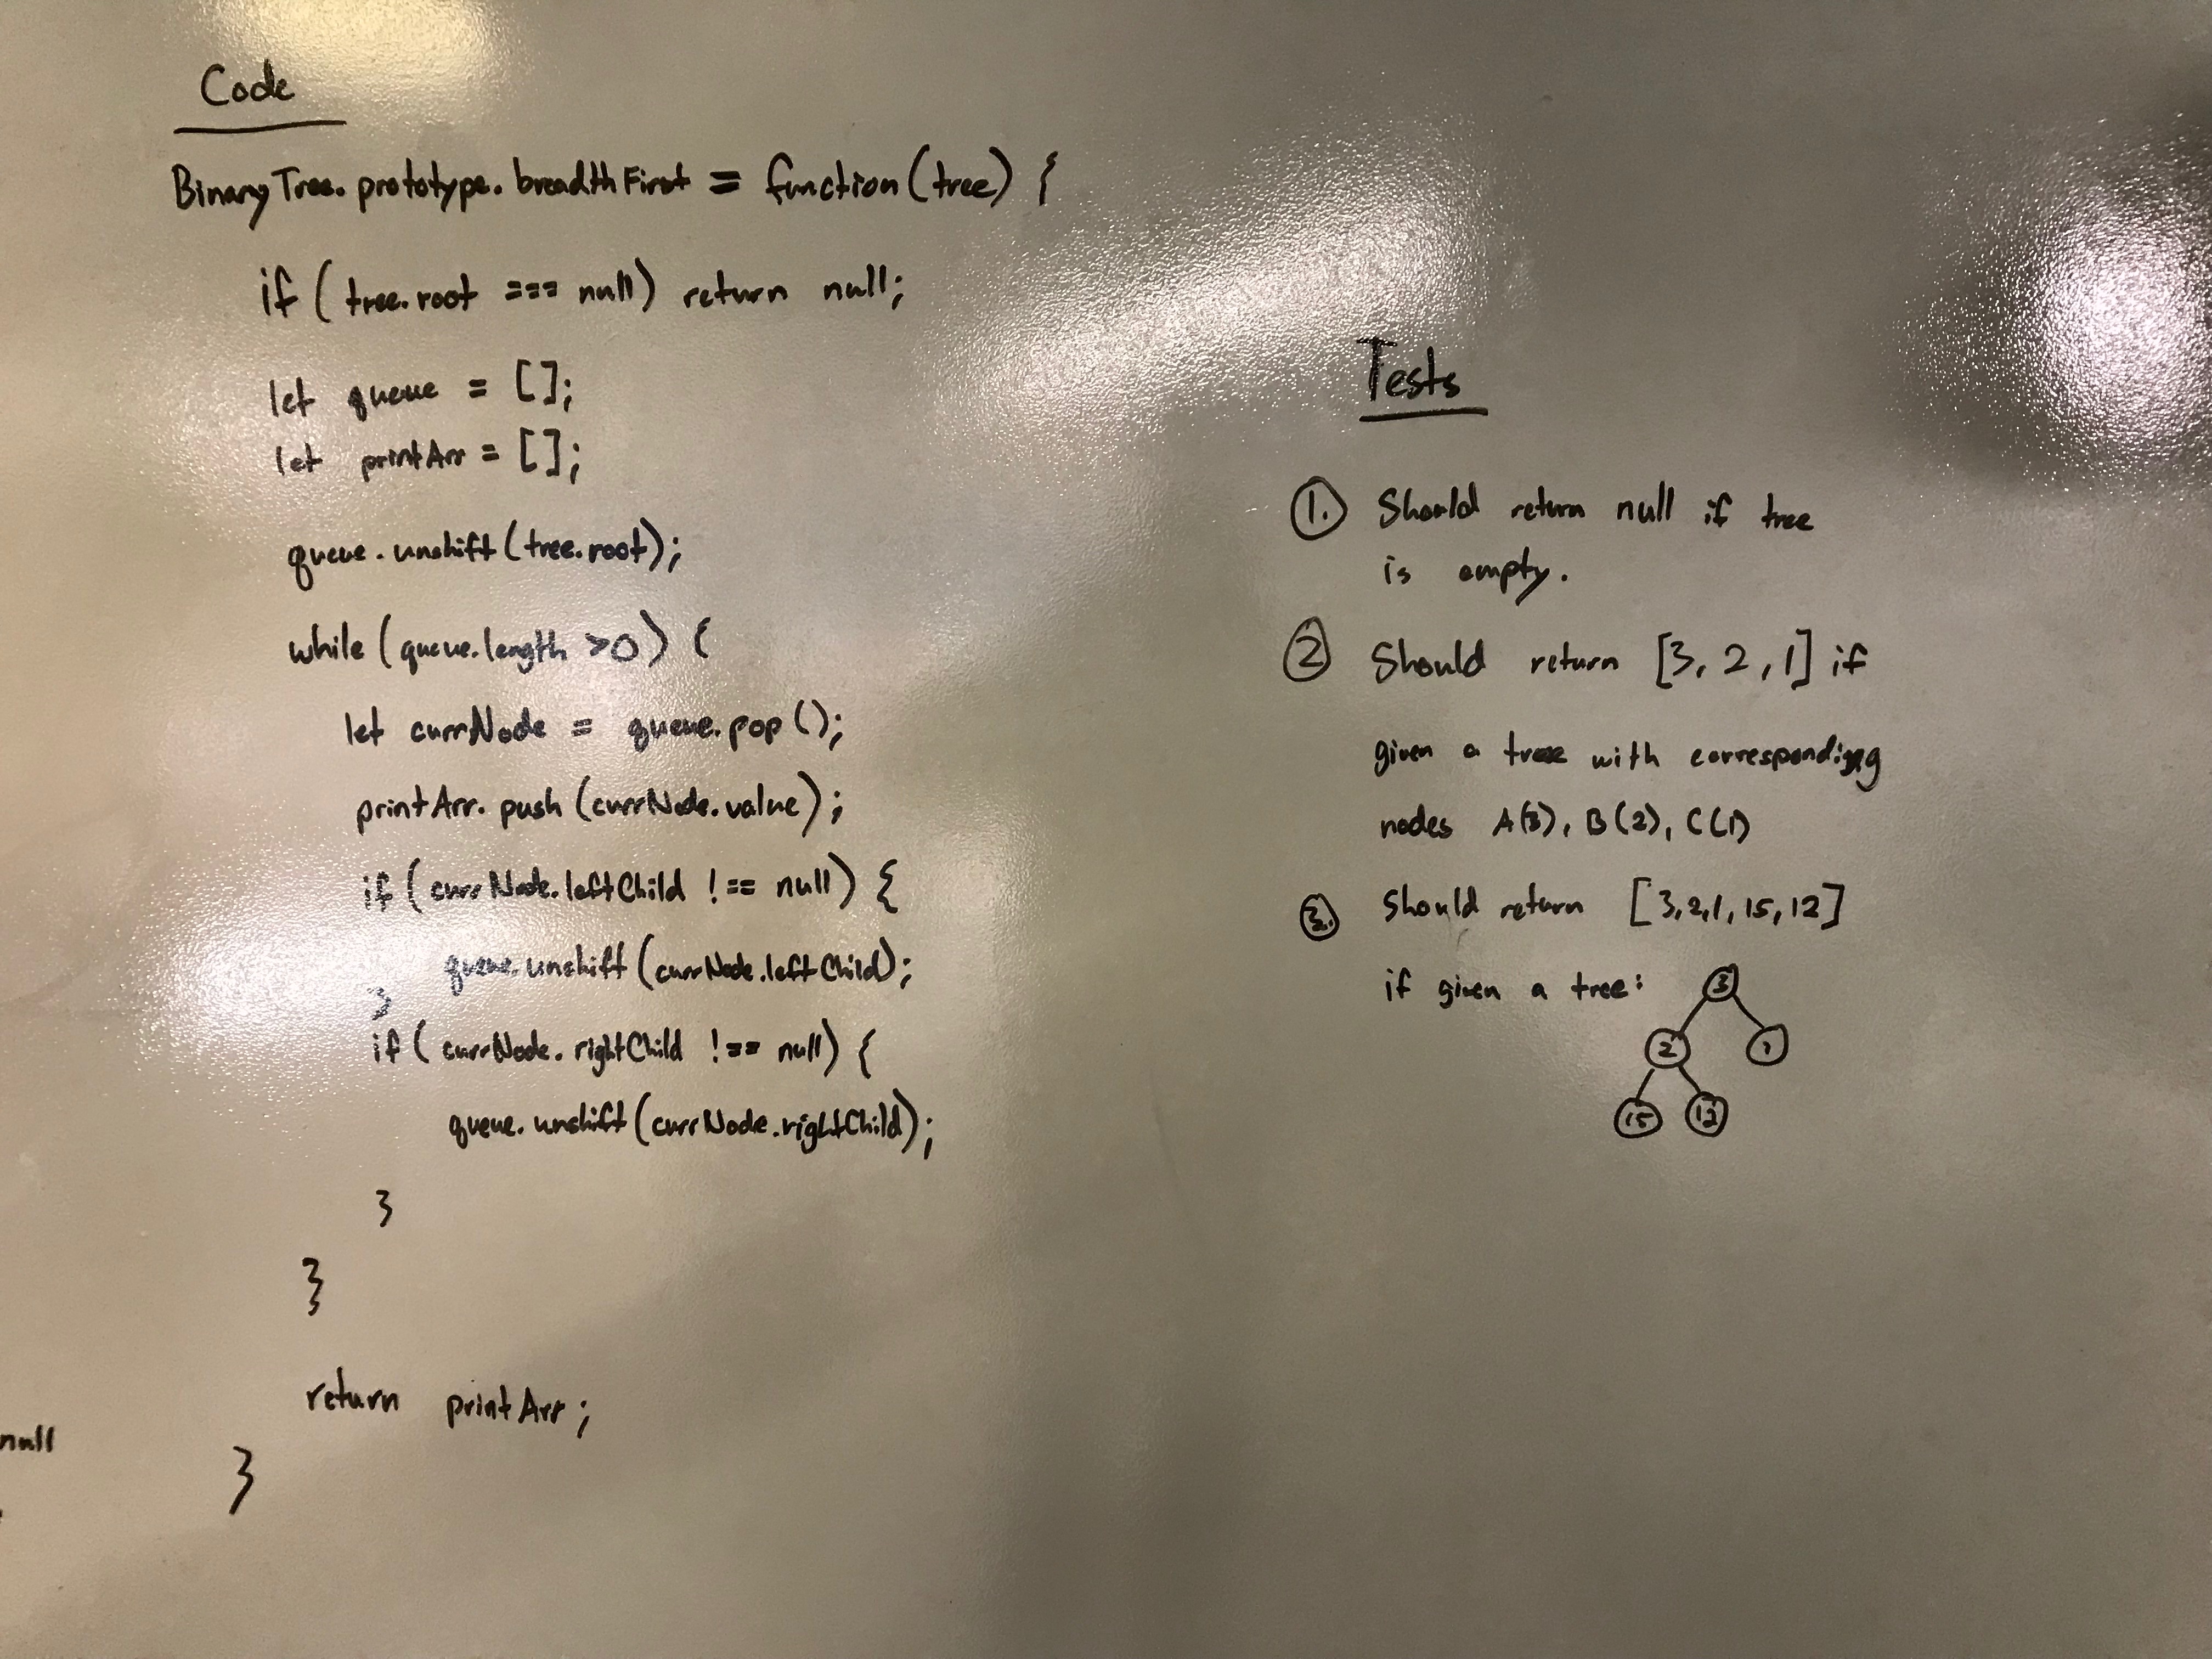 Code
BinaryTree.prototype.breadthFirst = function(tree) {
if (tree.root === null) return null;
let queue = [];
let printArr = [];
queue.unshift(tree.root);
while (queue.length >0) {
let currNode = queue.pop();
printArr.push(currNode.value);
if (currNode.leftChild !== null) {
queue.unshift(currNode.leftChild);
}
if (currNode.rightChild !== null) {
queue.unshift(currNode.rightChild);
}
}
return printArr;
}
null
Tests
1. Should return null if tree
is empty.
2 Should return [3, 2, 1] if
given a tree with corresponding
nodes A(3), B(2), C(1)
3. Should return [3,2,1,15,12]
if given a tree:
3
2 1
15 12